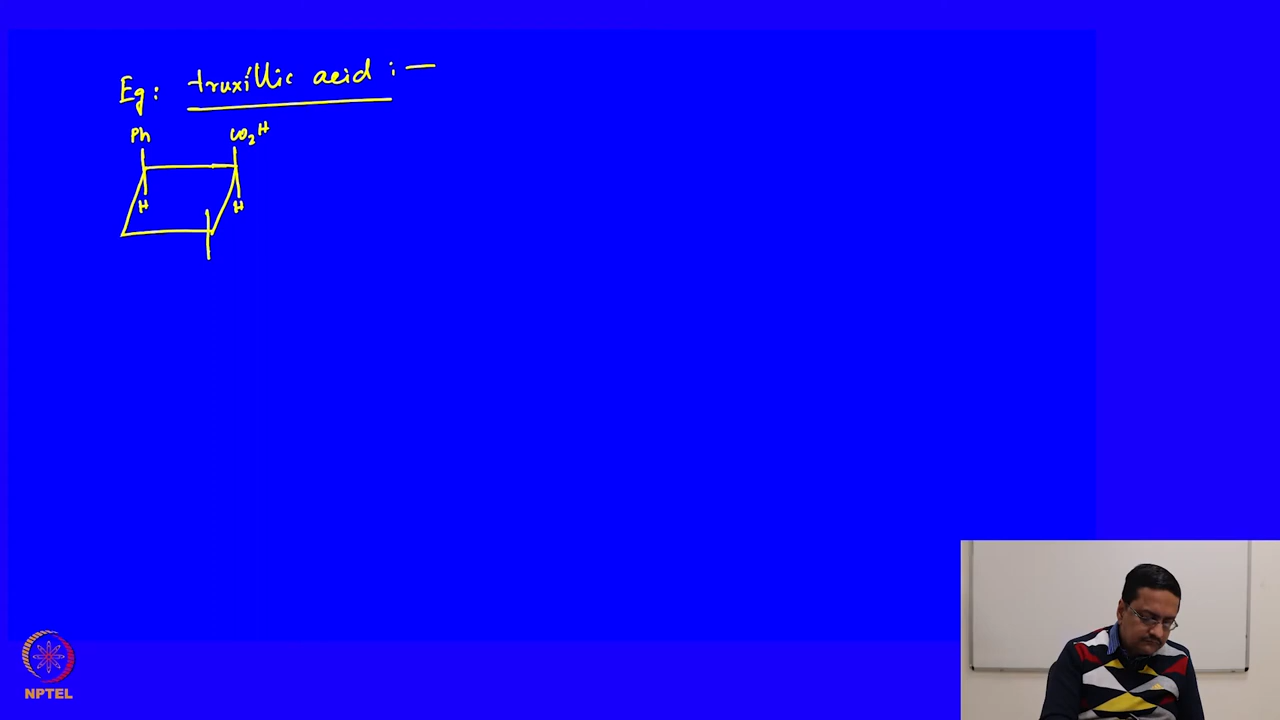 Eg: truxillic acid : —
Ph CO2H
H H
NPTEL